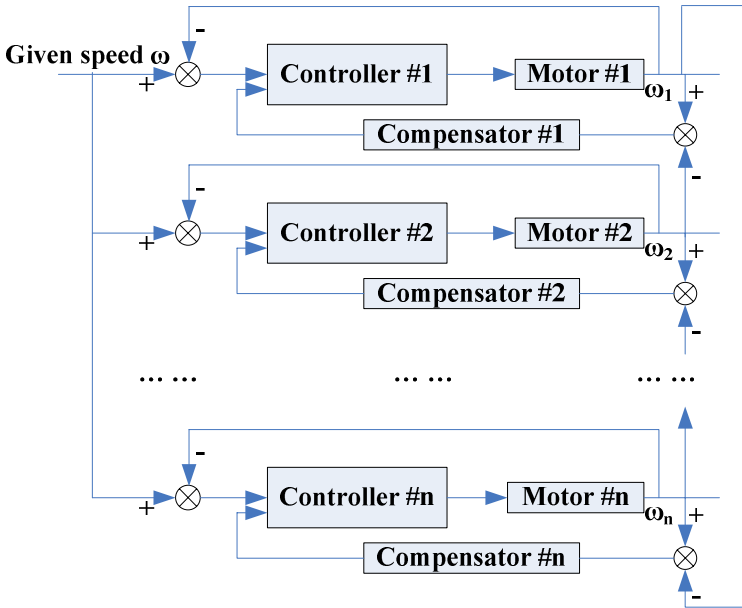 -
Given speed ω
+
Controller #1
Motor #1
ω1
+
Compensator #1
-
-
+
Controller #2
Motor #2
ω2
+
Compensator #2
-
... ...
... ...
... ...
-
+
Controller #n
Motor #n
ωn
+
Compensator #n
-